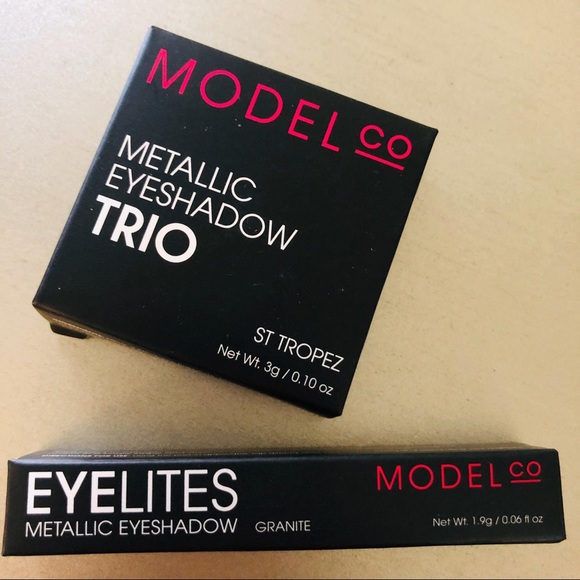 MODEL CO
METALLIC
EYESHADOW
TRIO
ST TROPEZ
Net Wt. 3g / 0.10 oz
EYELITES
METALLIC EYESHADOW GRANITE
MODEL CO
Net Wt. 1.9g / 0.06 fl oz